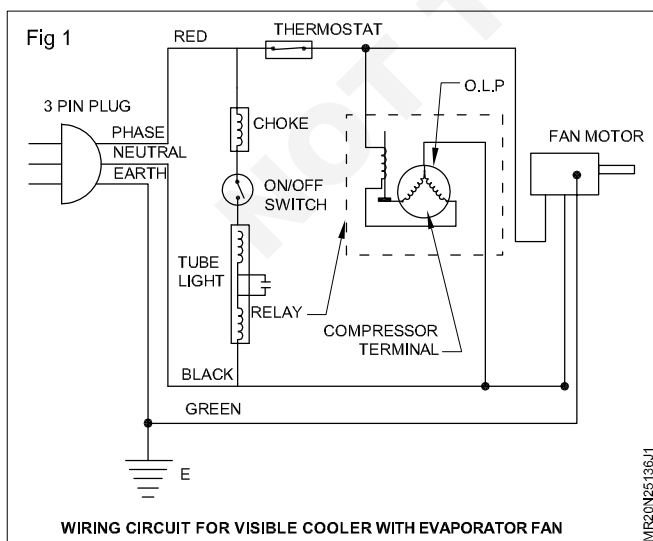 Fig 1
RED
THERMOSTAT
3 PIN PLUG
PHASE
NEUTRAL
EARTH
CHOKE
ON/OFF
SWITCH
TUBE
LIGHT
RELAY
O.L.P
FAN MOTOR
COMPRESSOR
TERMINAL
BLACK
GREEN
E
WIRING CIRCUIT FOR VISIBLE COOLER WITH EVAPORATOR FAN
MR20N25136J1
NOT T